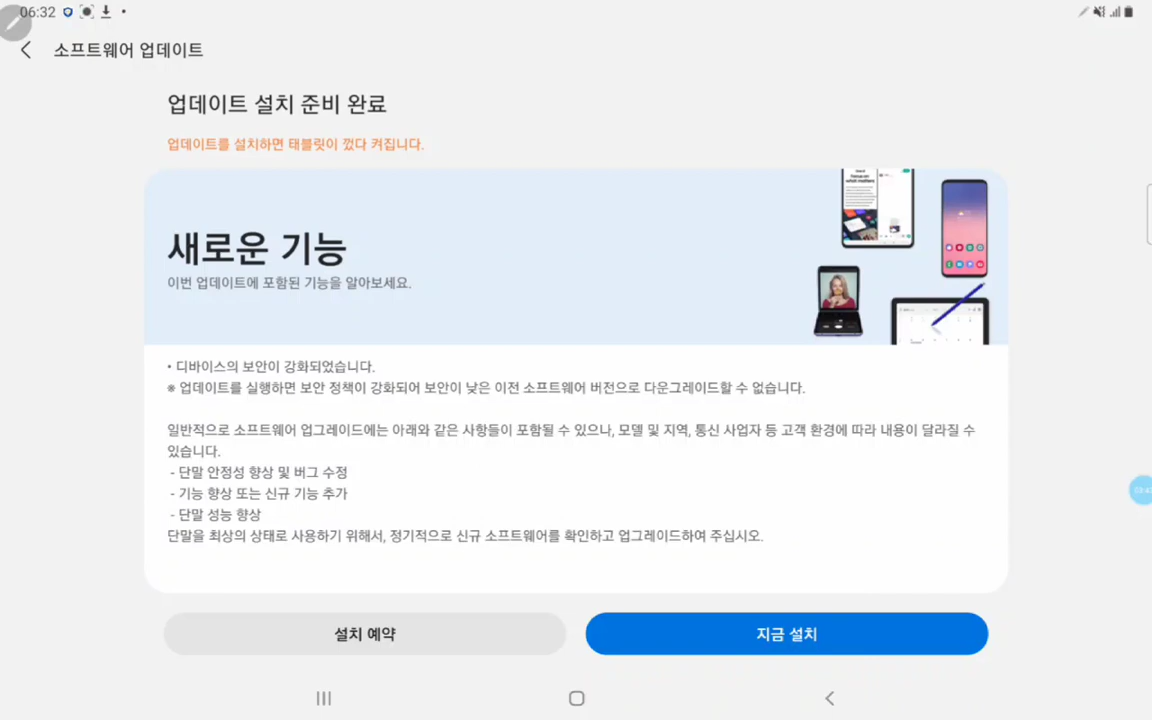 06:32
소프트웨어 업데이트
업데이트 설치 준비 완료
업데이트를 설치하면 태블릿이 껐다 켜집니다.
새로운 기능
이번 업데이트에 포함된 기능을 알아보세요.
• 디바이스의 보안이 강화되었습니다.
※ 업데이트를 실행하면 보안 정책이 강화되어 보안이 낮은 이전 소프트웨어 버전으로 다운그레이드할 수 없습니다.
일반적으로 소프트웨어 업그레이드에는 아래와 같은 사항들이 포함될 수 있으나, 모델 및 지역, 통신 사업자 등 고객 환경에 따라 내용이 달라질 수
있습니다.
- 단말 안정성 향상 및 버그 수정
- 기능 향상 또는 신규 기능 추가
- 단말 성능 향상
단말을 최상의 상태로 사용하기 위해서, 정기적으로 신규 소프트웨어를 확인하고 업그레이드하여 주십시오.
설치 예약
지금 설치